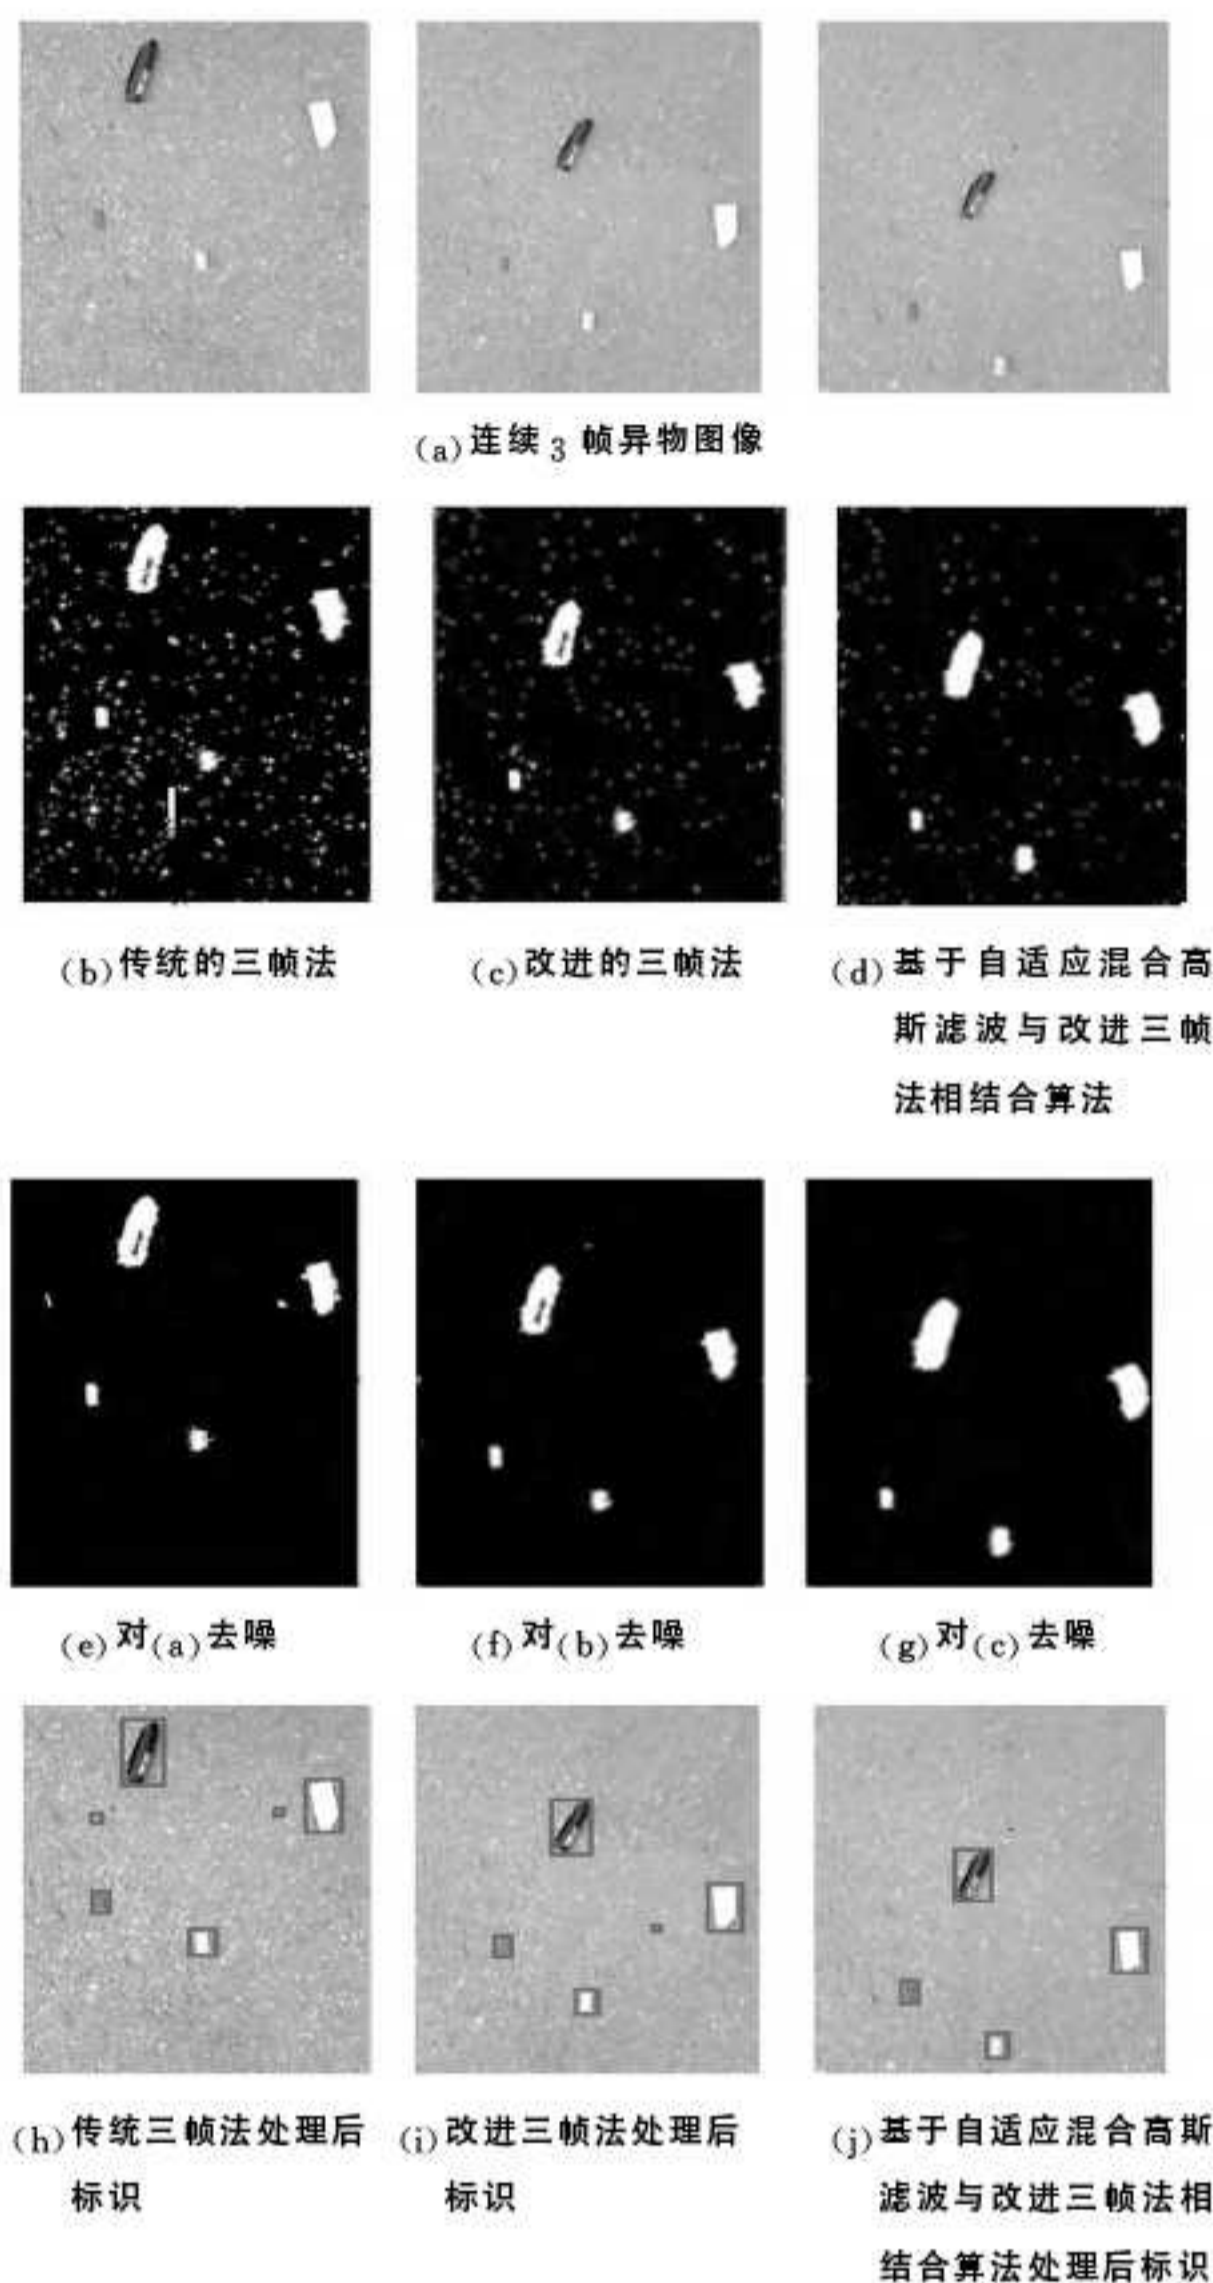 (a)连续3 帧异物图像
(b)传统的三帧法
(c)改进的三帧法
(d)基于自适应混合高
斯滤波与改进三帧
法相结合算法
(e)对(a)去噪
(f)对(b)去噪
(g)对(c)去噪
(h)传统三帧法处理后
标识
(i)改进三帧法处理后
标识
(j)基于自适应混合高斯
滤波与改进三帧法相
结合算法处理后标识